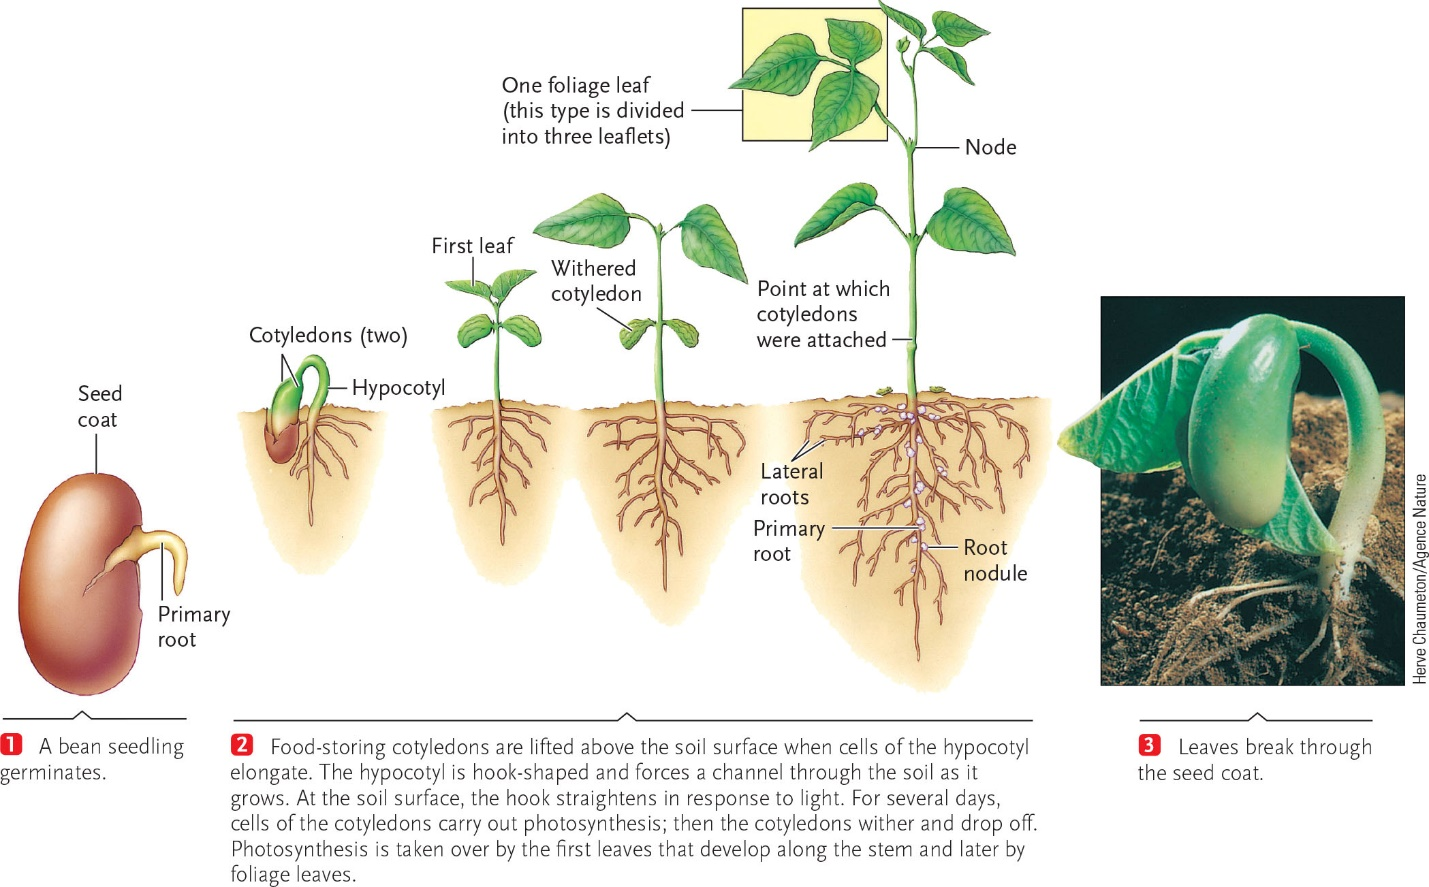 One foliage leaf
(this type is divided
into three leaflets)
Node
First leaf
Withered
cotyledon
Point at which
cotyledons
were attached
Cotyledons (two)
Hypocotyl
Seed
coat
Lateral
roots
Primary
root
Root
nodule
Primary
root
Herve Chaumeton/Agence Nature
1 A bean seedling
germinates.
2 Food-storing cotyledons are lifted above the soil surface when cells of the hypocotyl
elongate. The hypocotyl is hook-shaped and forces a channel through the soil as it
grows. At the soil surface, the hook straightens in response to light. For several days,
cells of the cotyledons carry out photosynthesis; then the cotyledons wither and drop off.
Photosynthesis is taken over by the first leaves that develop along the stem and later by
foliage leaves.
3 Leaves break through
the seed coat.